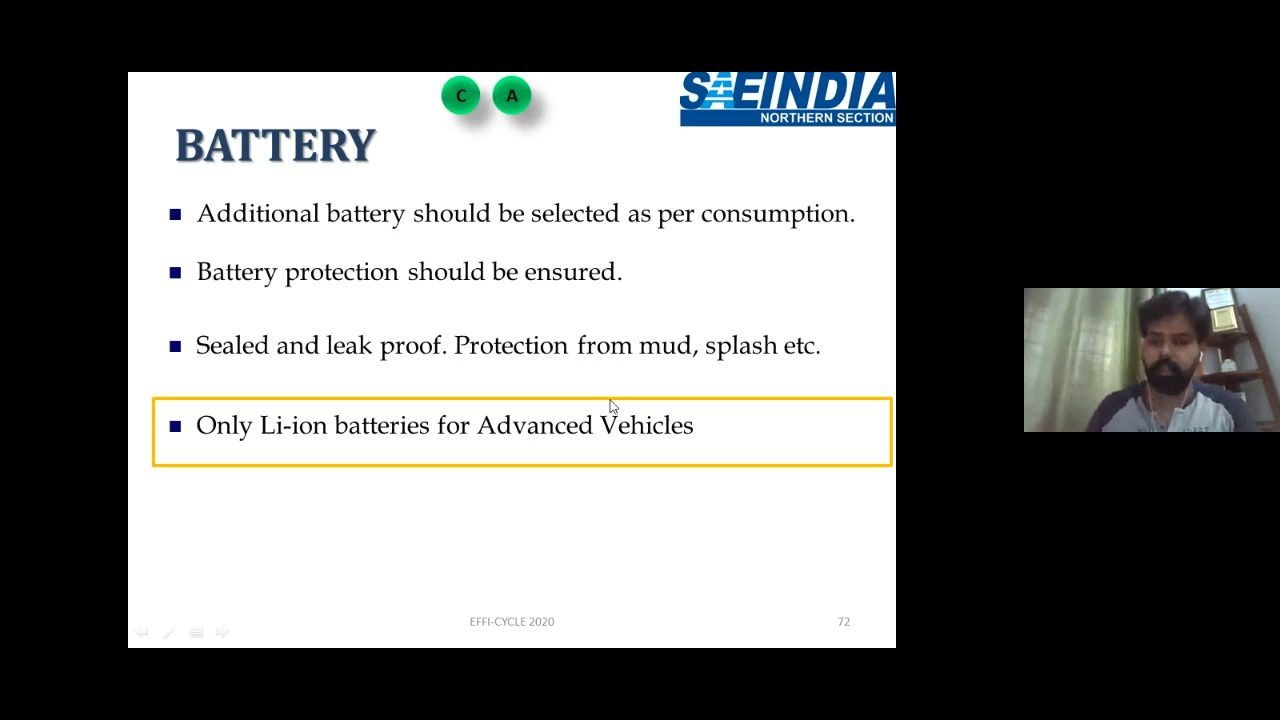 C A
SAEINDIA
NORTHERN SECTION
BATTERY
Additional battery should be selected as per consumption.
Battery protection should be ensured.
Sealed and leak proof. Protection from mud, splash etc.
Only Li-ion batteries for Advanced Vehicles
EFFI-CYCLE 2020
72